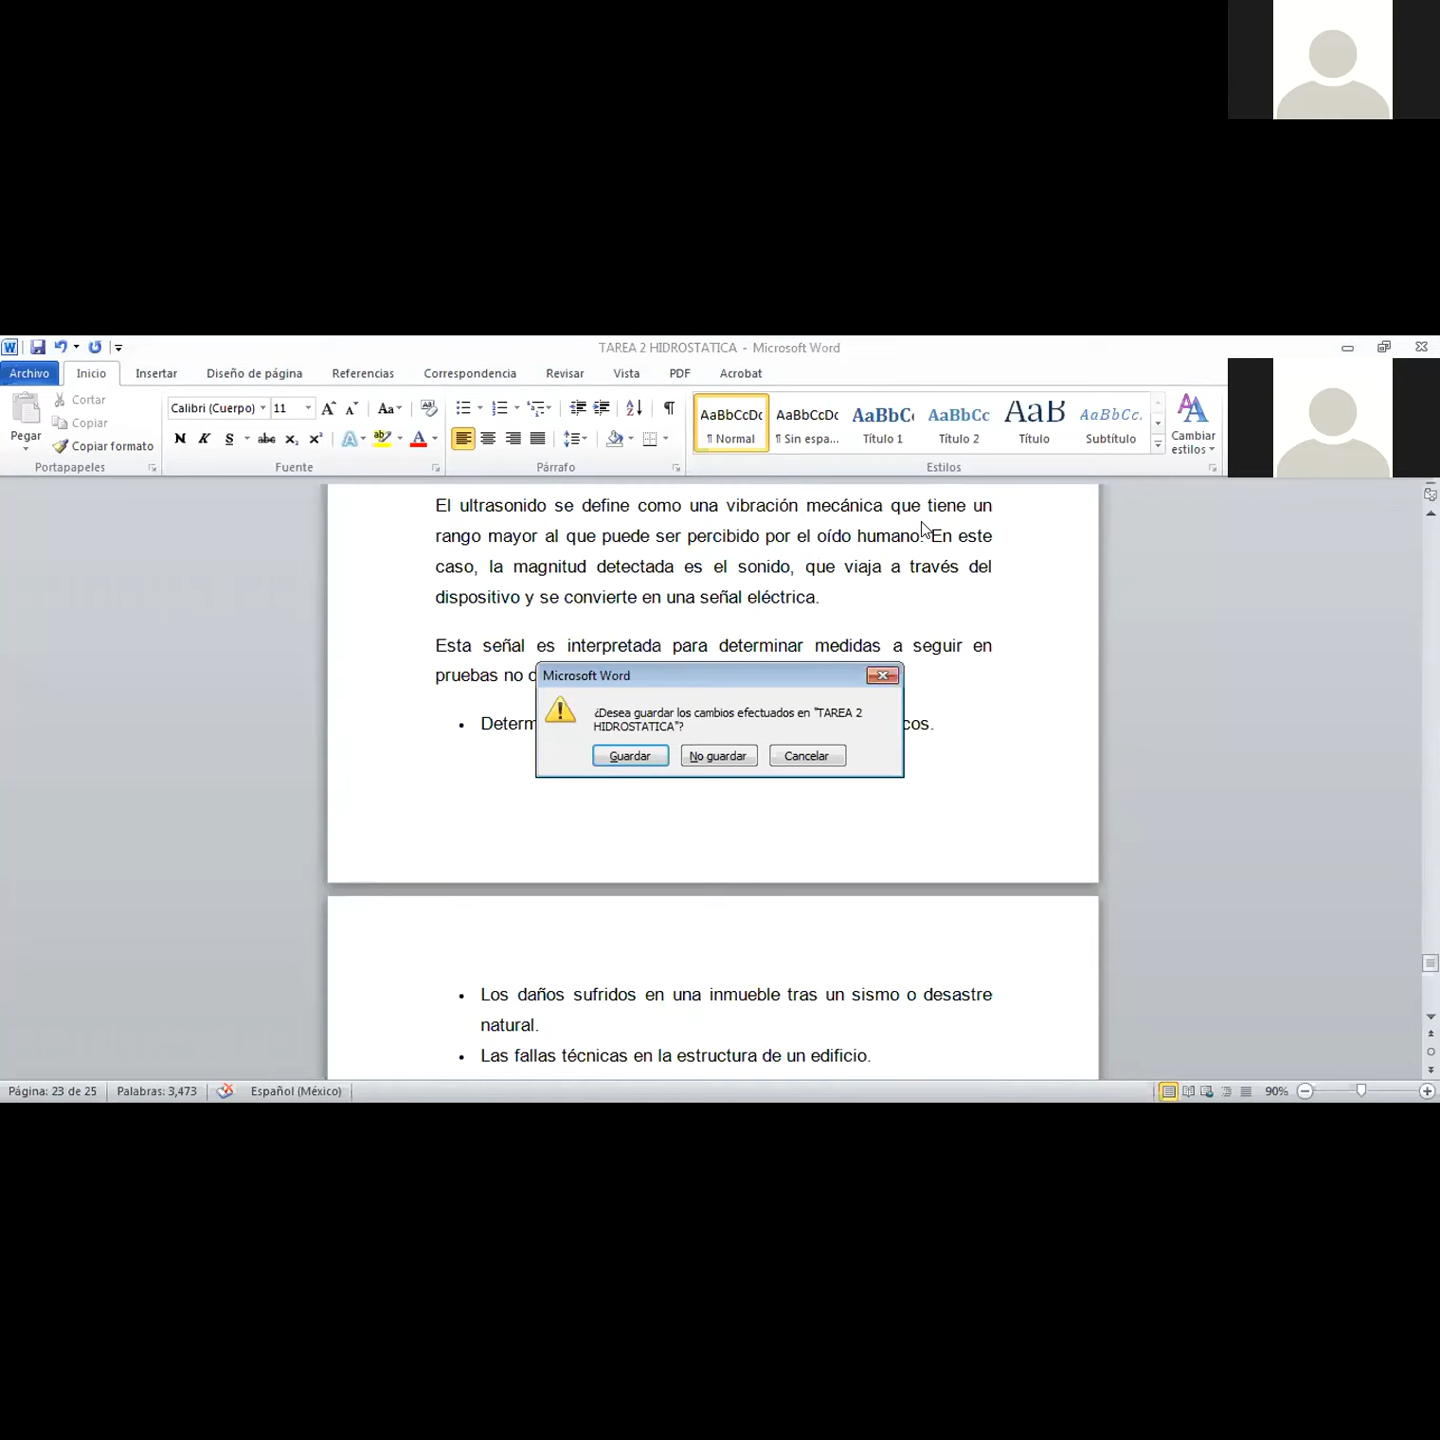 TAREA 2 HIDROSTATICA - Microsoft Word
Archivo Inicio Insertar Diseño de página Referencias Correspondencia Revisar Vista PDF Acrobat
Pegar
Cortar
Copiar
Copiar formato
Portapapeles
Calibri (Cuerpo) 11
Fuente
Párrafo
AaBbCcDc AaBbCcDc AaBbC AaBbCc AaB AaBbCc.
¶ Normal ¶ Sin espa... Título 1 Título 2 Título Subtítulo
Cambiar
estilos
Estilos
El ultrasonido se define como una vibración mecánica que tiene un
rango mayor al que puede ser percibido por el oído humano. En este
caso, la magnitud detectada es el sonido, que viaja a través del
dispositivo y se convierte en una señal eléctrica.
Esta señal es interpretada para determinar medidas a seguir en
pruebas no
Microsoft Word
¿Desea guardar los cambios efectuados en "TAREA 2
HIDROSTATICA"?
Guardar No guardar Cancelar
• Determ cos.
• Los daños sufridos en una inmueble tras un sismo o desastre
natural.
• Las fallas técnicas en la estructura de un edificio.
Página: 23 de 25 Palabras: 3,473 Español (México) 90%